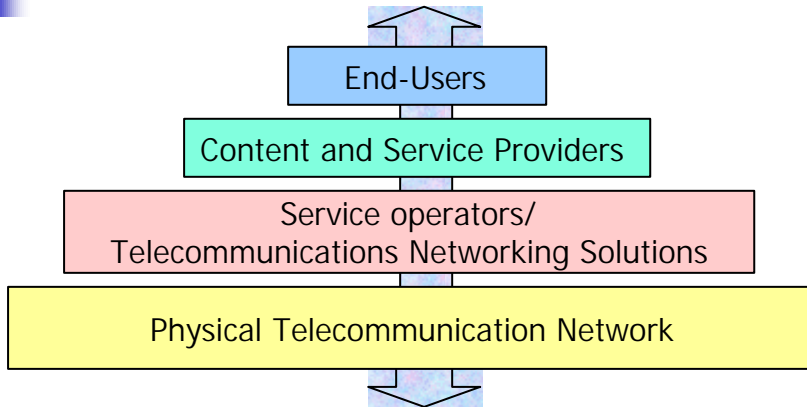 End-Users
Content and Service Providers
Service operators/
Telecommunications Networking Solutions
Physical Telecommunication Network